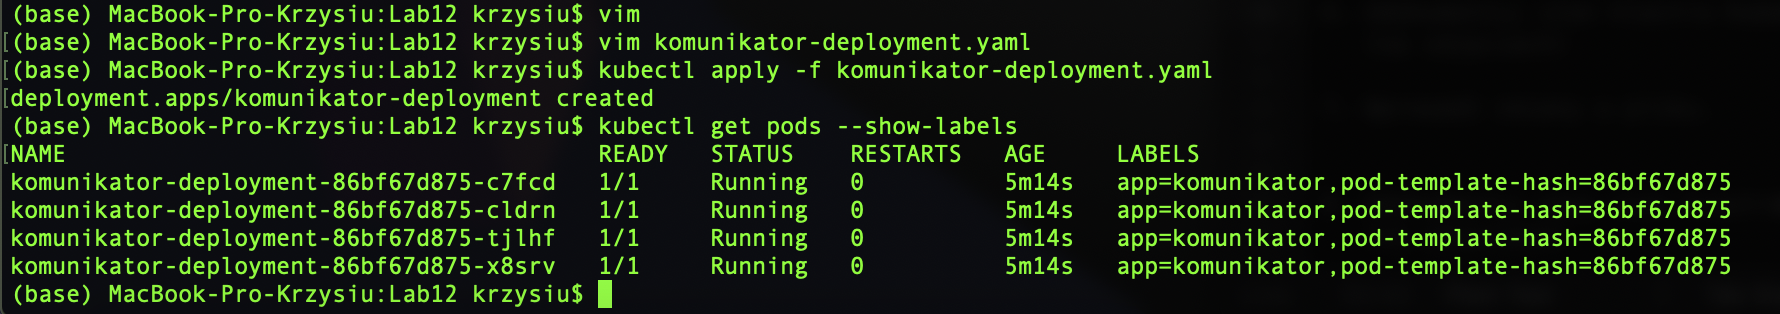 (base) MacBook-Pro-Krzysiu:Lab12 krzysiu$ vim
[(base) MacBook-Pro-Krzysiu:Lab12 krzysiu$ vim komunikator-deployment.yaml
[(base) MacBook-Pro-Krzysiu:Lab12 krzysiu$ kubectl apply -f komunikator-deployment.yaml
[deployment.apps/komunikator-deployment created
(base) MacBook-Pro-Krzysiu:Lab12 krzysiu$ kubectl get pods --show-labels
[NAME READY STATUS RESTARTS AGE LABELS
komunikator-deployment-86bf67d875-c7fcd 1/1 Running 0 5m14s app=komunikator,pod-template-hash=86bf67d875
komunikator-deployment-86bf67d875-cldrn 1/1 Running 0 5m14s app=komunikator,pod-template-hash=86bf67d875
komunikator-deployment-86bf67d875-tjlhf 1/1 Running 0 5m14s app=komunikator,pod-template-hash=86bf67d875
komunikator-deployment-86bf67d875-x8srv 1/1 Running 0 5m14s app=komunikator,pod-template-hash=86bf67d875
(base) MacBook-Pro-Krzysiu:Lab12 krzysiu$